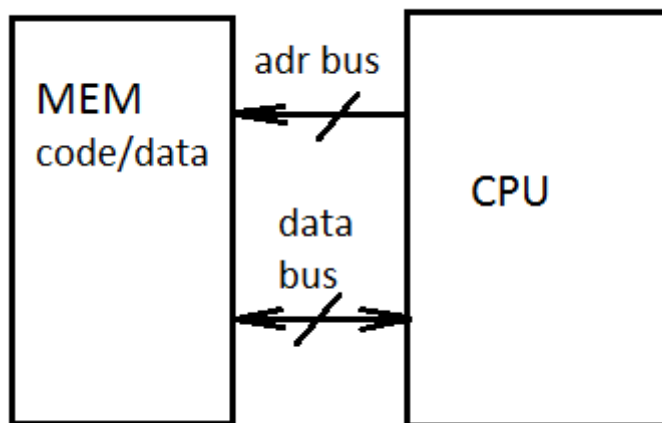 MEM
code/data
adr bus
data
bus
CPU